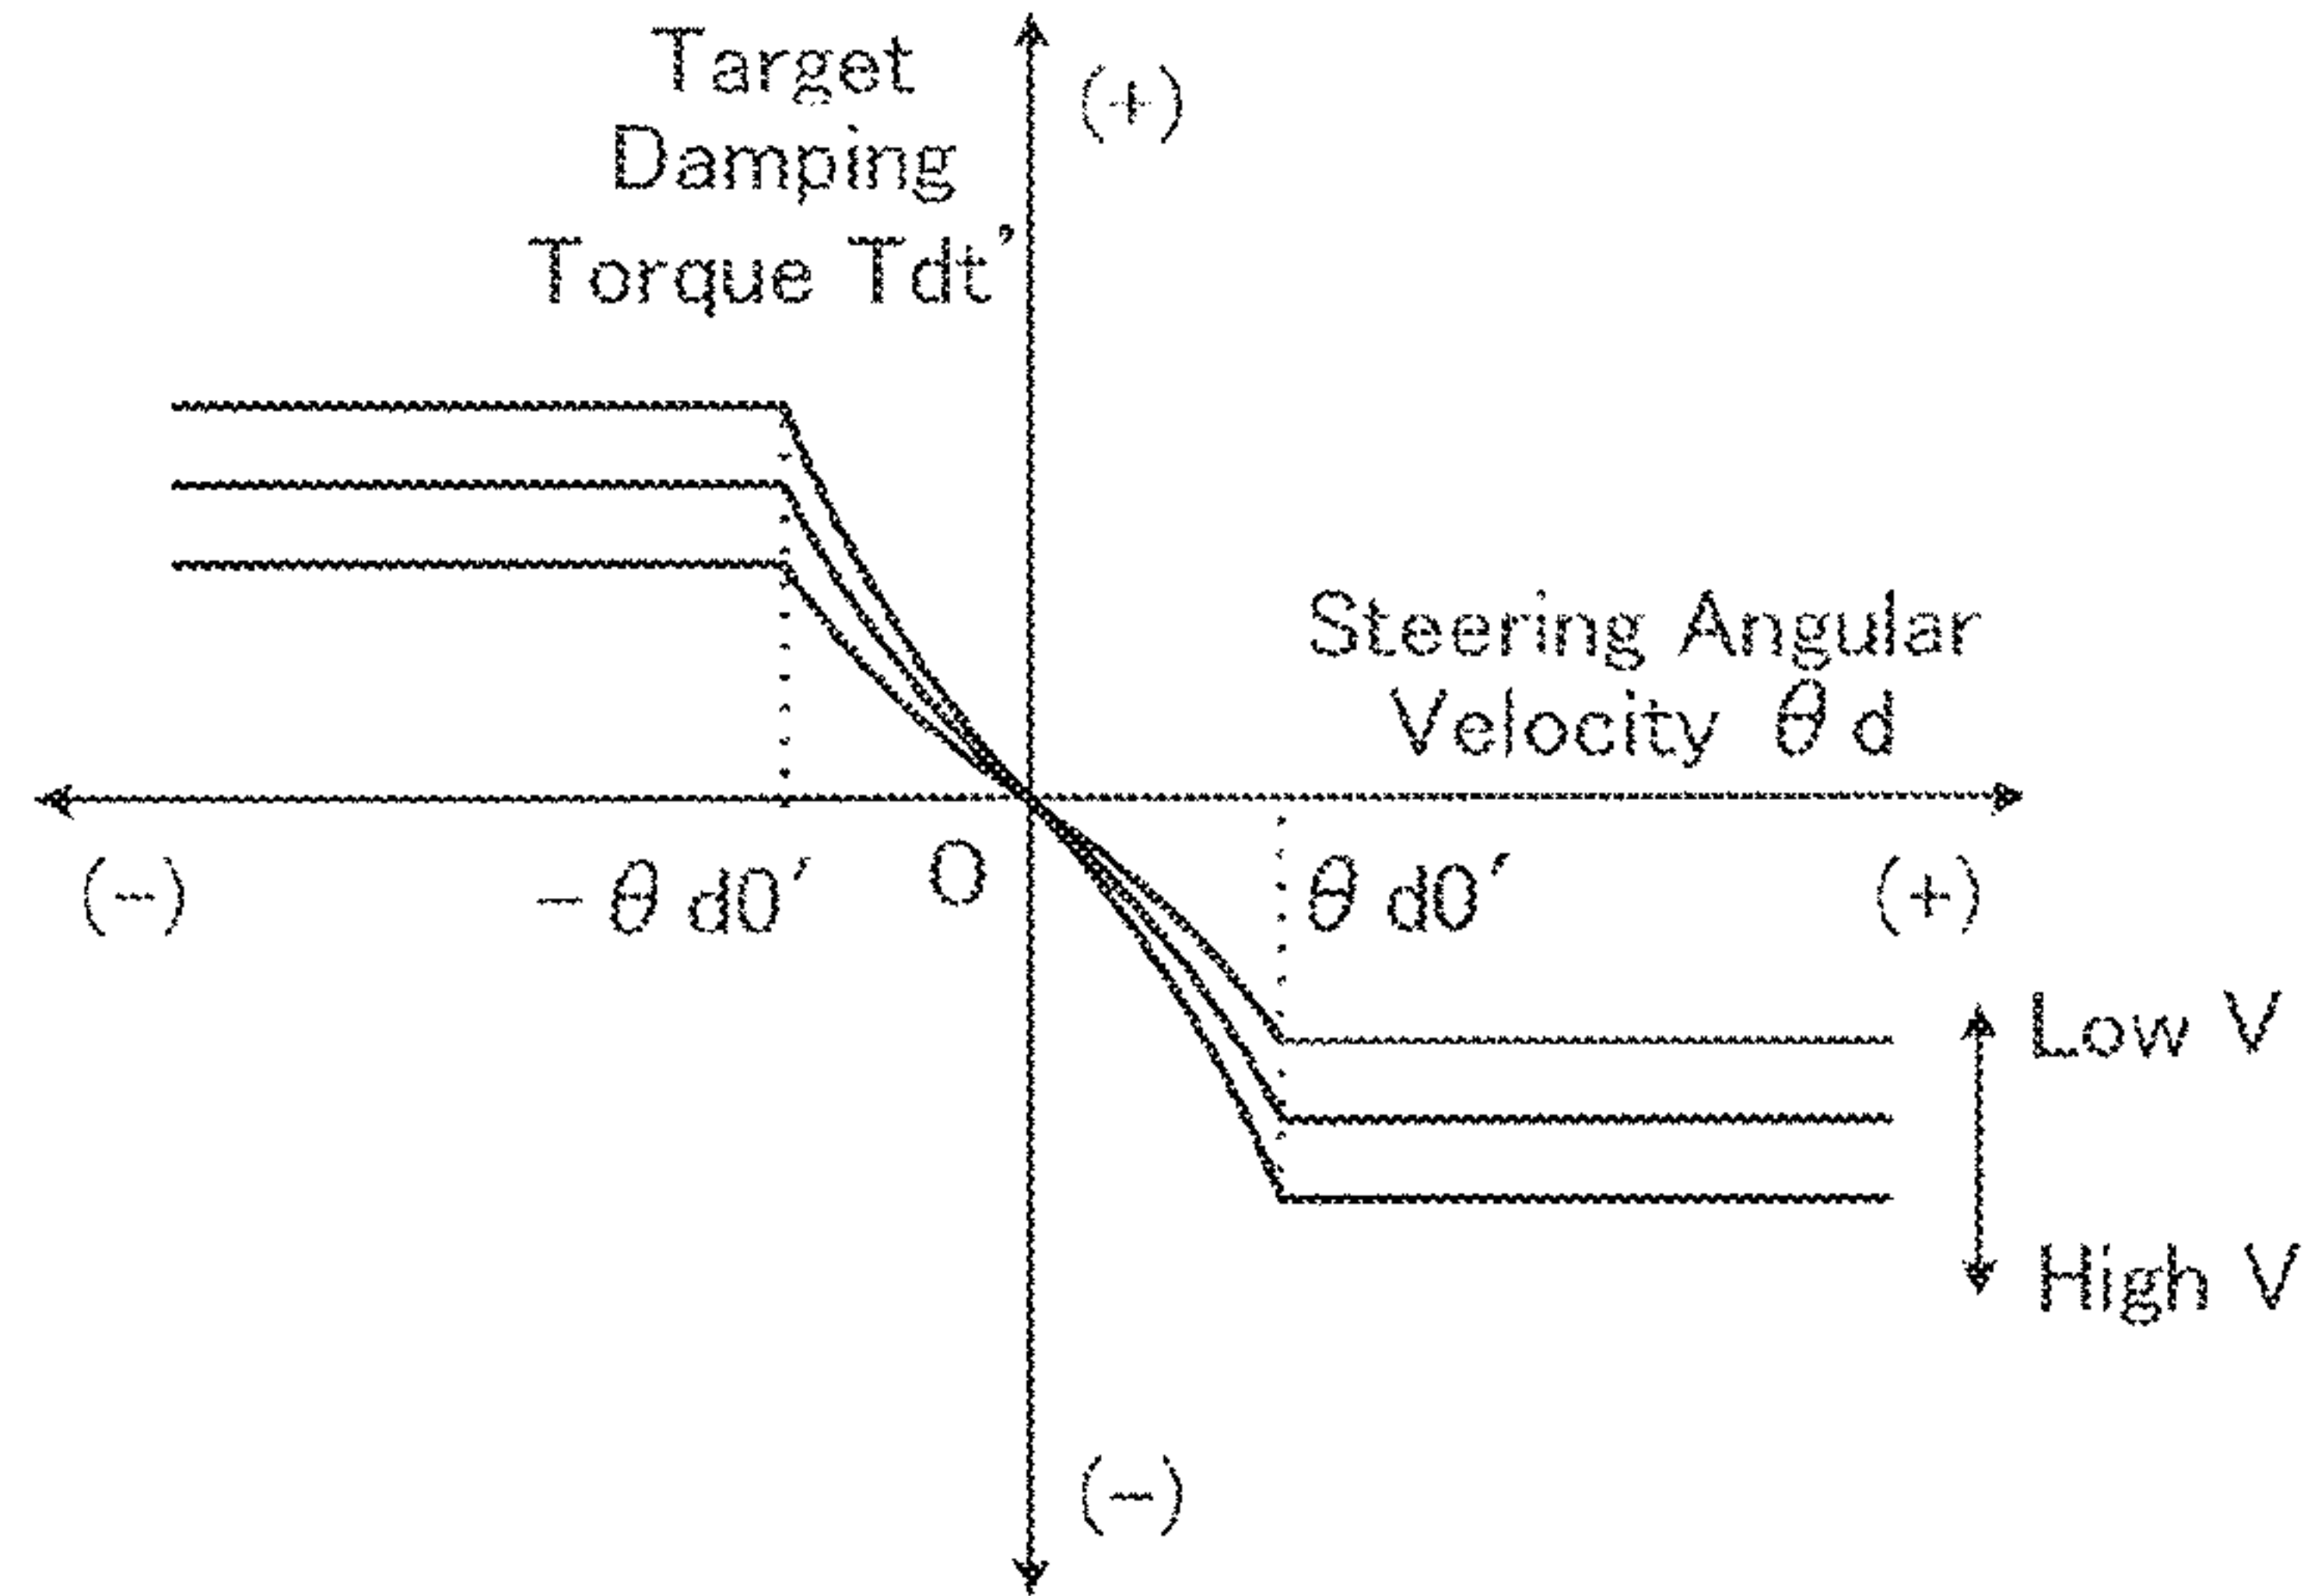 Target
Damping
Torque Tdt'
(+)
Steering Angular
Velocity θd
(-)
-θd0'
O
θd0'
(+)
Low V
High V
(-)